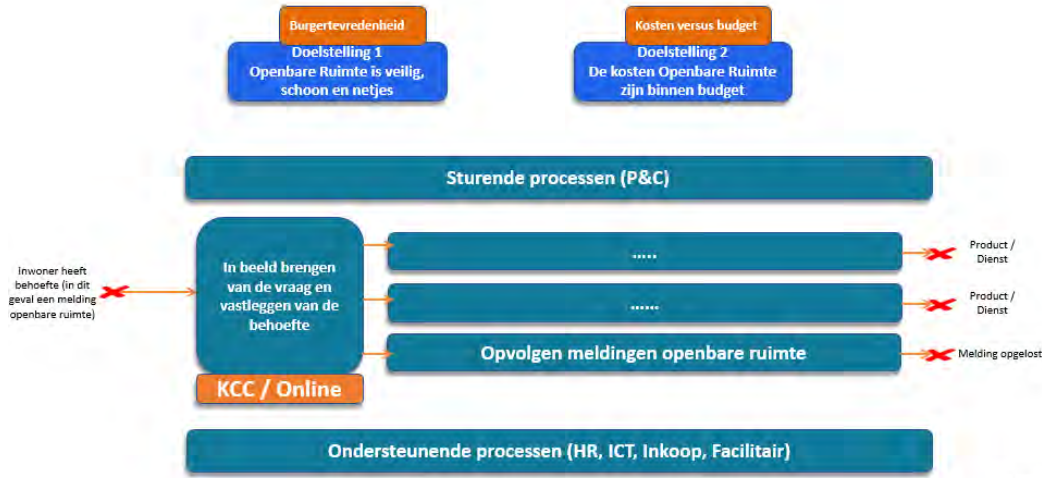 Burgertevredenheid
Kosten versus budget
Doelstelling 1
Openbare Ruimte is veilig,
schoon en netjes
Doelstelling 2
De kosten Openbare Ruimte
zijn binnen budget
Sturende processen (P&C)
Inwoner heeft
behoefte (in dit
geval een melding
openbare ruimte)
In beeld brengen
van de vraag en
vastleggen van de
behoefte
KCC / Online
.....
Product /
Dienst
......
Product /
Dienst
Opvolgen meldingen openbare ruimte
Melding opgelost
Ondersteunende processen (HR, ICT, Inkoop, Facilitair)